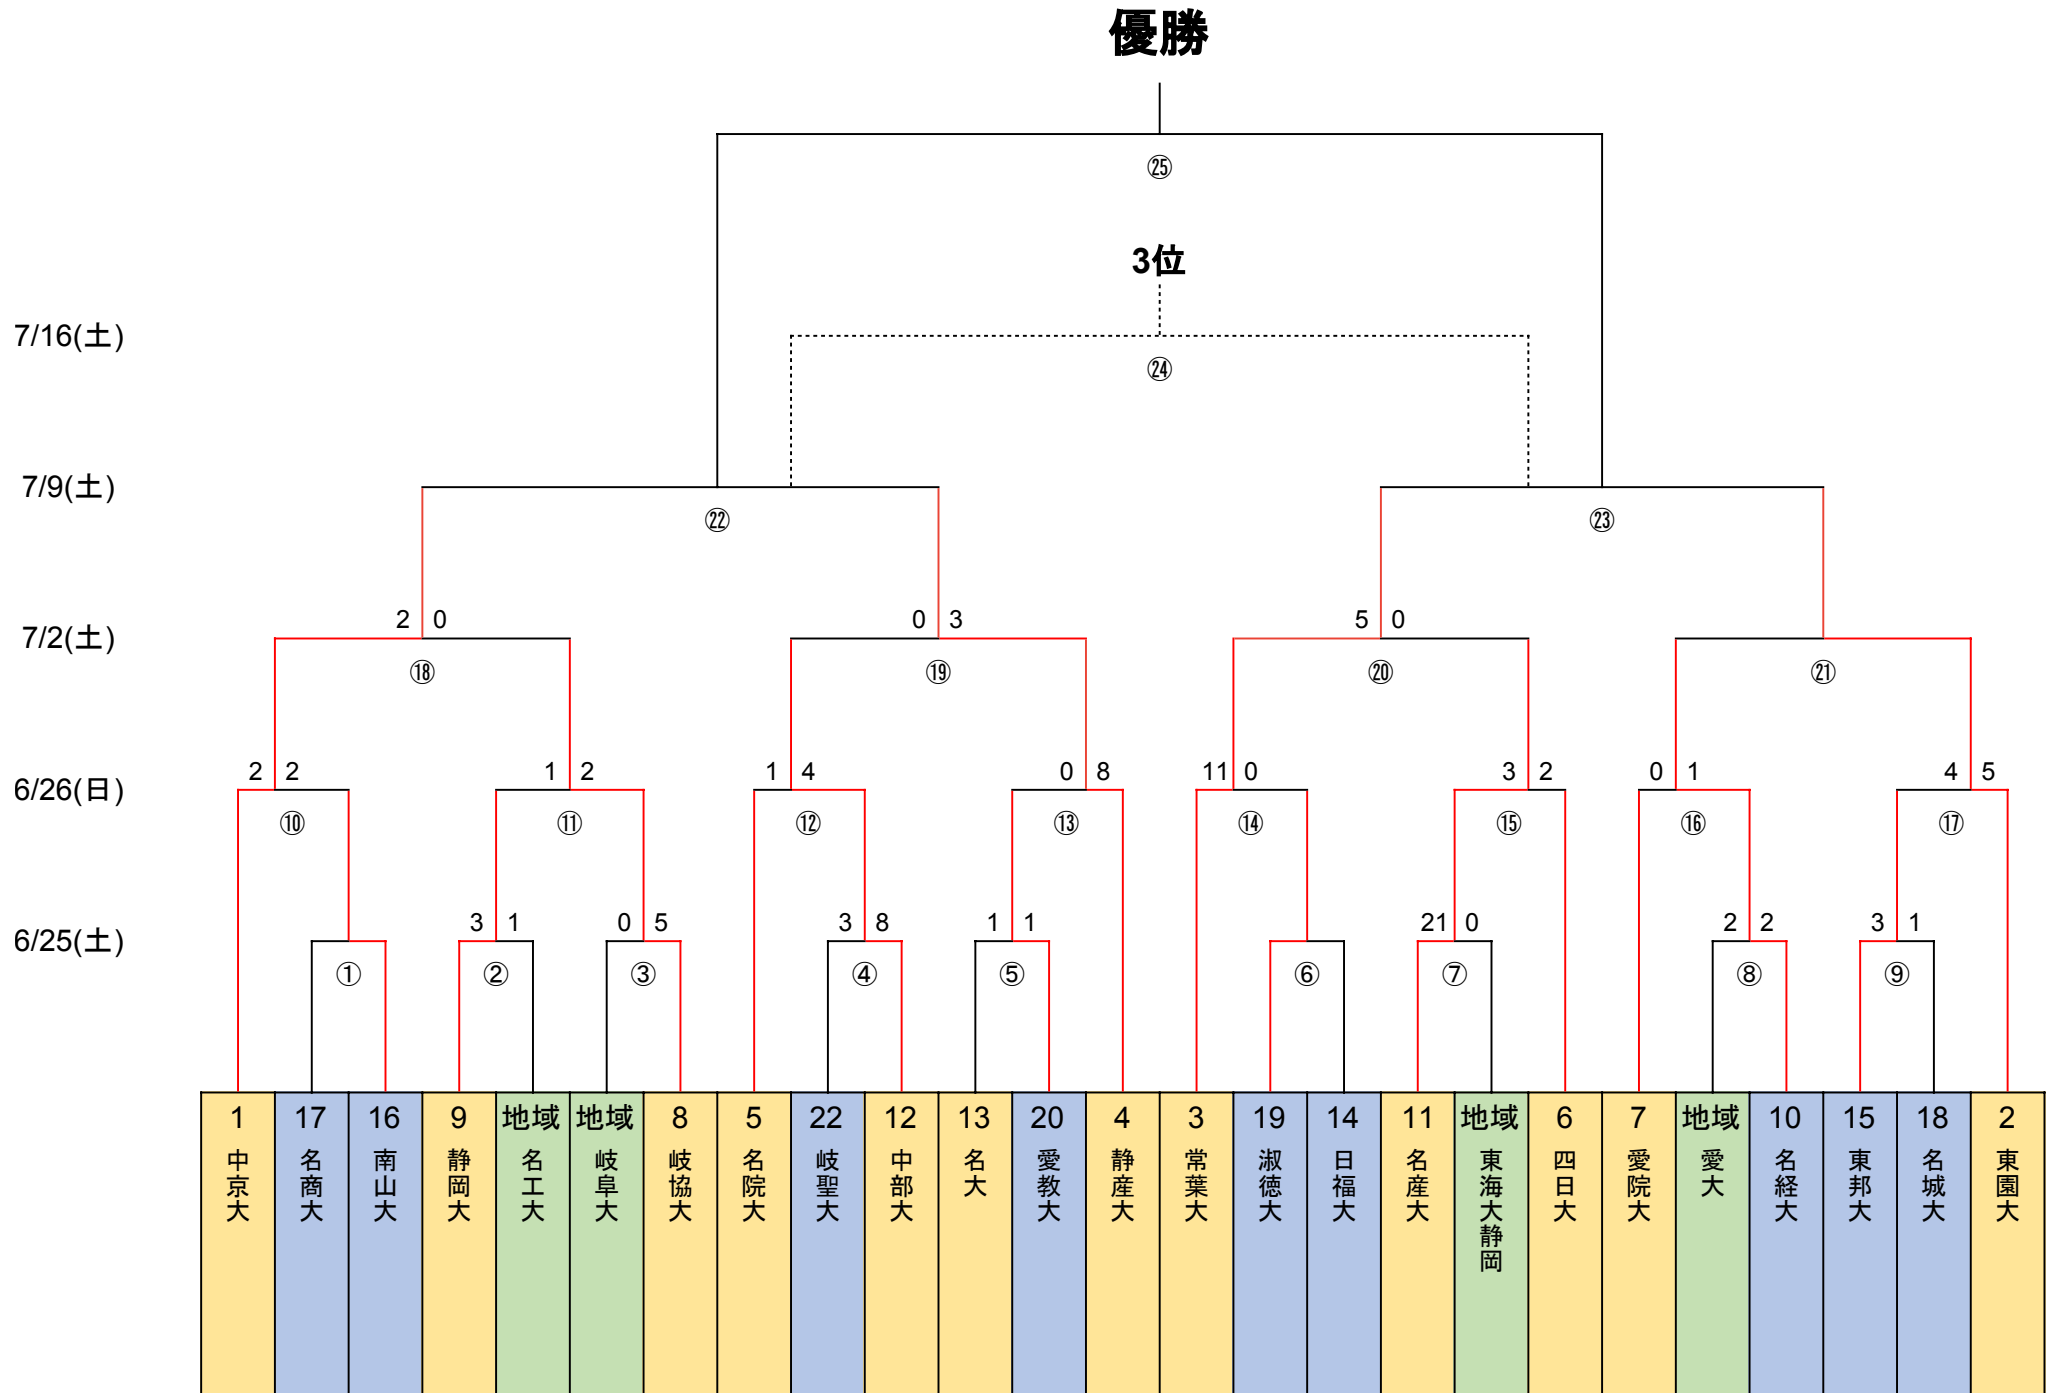 優勝
㉕
3位
7/16(土)
㉔
7/9(土)
㉒ ㉓
2 0 0 3 5 0
7/2(土)
⑱ ⑲ ⑳ ㉑
2 2 1 2 1 4 0 8 11 0 3 2 0 1 4 5
6/26(日)
⑩ ⑪ ⑫ ⑬ ⑭ ⑮ ⑯ ⑰
3 1 0 5 3 8 1 1 21 0 2 2 3 1
6/25(土)
① ② ③ ④ ⑤ ⑥ ⑦ ⑧ ⑨
1 17 16 9 地域 地域 8 5 22 12 13 20 4 3 19 14 11 地域 6 7 地域 10 15 18 2
中京大
名商大
南山大
静岡大
名工大
岐阜大
岐協大
名院大
岐聖大
中部大
名大
愛教大
静産大
常葉大
淑徳大
日福大
名産大
東海大静岡
四日大
愛院大
愛大
名経大
東邦大
名城大
東園大